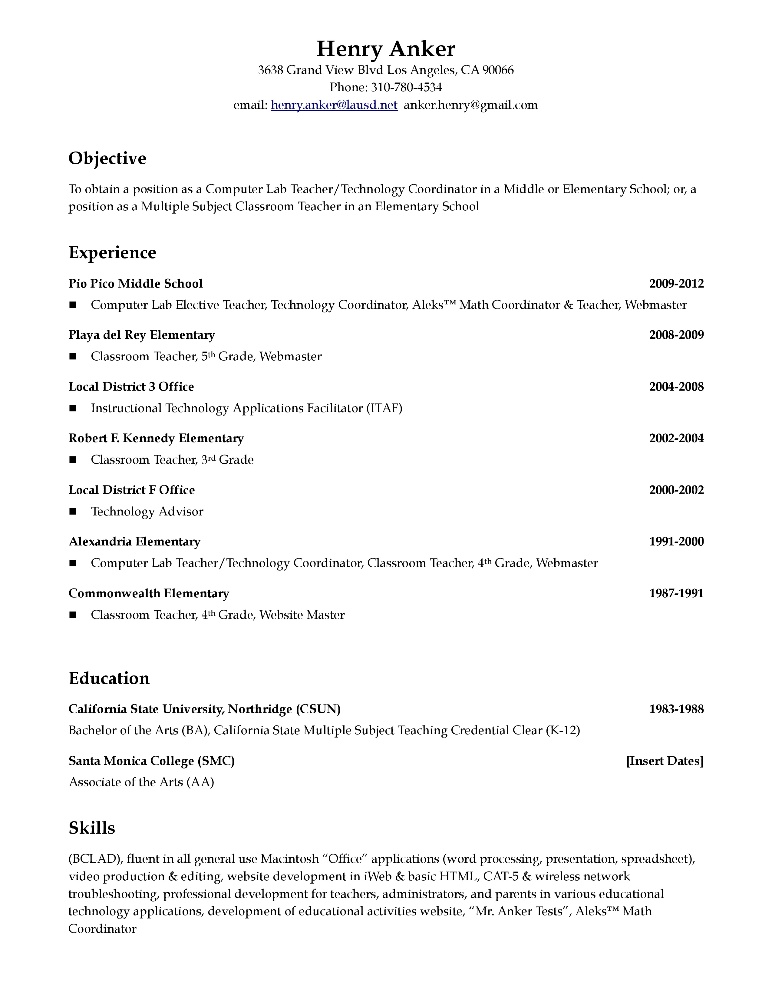 Henry Anker
3638 Grand View Blvd Los Angeles, CA 90066
Phone: 310-780-4534
email: henry.anker@lausd.net anker.henry@gmail.com
Objective
To obtain a position as a Computer Lab Teacher/Technology Coordinator in a Middle or Elementary School; or, a
position as a Multiple Subject Classroom Teacher in an Elementary School
Experience
Pio Pico Middle School 2009-2012
■ Computer Lab Elective Teacher, Technology Coordinator, Aleks™ Math Coordinator & Teacher, Webmaster
Playa del Rey Elementary 2008-2009
■ Classroom Teacher, 5th Grade, Webmaster
Local District 3 Office 2004-2008
■ Instructional Technology Applications Facilitator (ITAF)
Robert F. Kennedy Elementary 2002-2004
■ Classroom Teacher, 3rd Grade
Local District F Office 2000-2002
■ Technology Advisor
Alexandria Elementary 1991-2000
■ Computer Lab Teacher/Technology Coordinator, Classroom Teacher, 4th Grade, Webmaster
Commonwealth Elementary 1987-1991
■ Classroom Teacher, 4th Grade, Website Master
Education
California State University, Northridge (CSUN) 1983-1988
Bachelor of the Arts (BA), California State Multiple Subject Teaching Credential Clear (K-12)
Santa Monica College (SMC) [Insert Dates]
Associate of the Arts (AA)
Skills
(BCLAD), fluent in all general use Macintosh “Office” applications (word processing, presentation, spreadsheet),
video production & editing, website development in iWeb & basic HTML, CAT-5 & wireless network
troubleshooting, professional development for teachers, administrators, and parents in various educational
technology applications, development of educational activities website, “Mr. Anker Tests”, Aleks™ Math
Coordinator